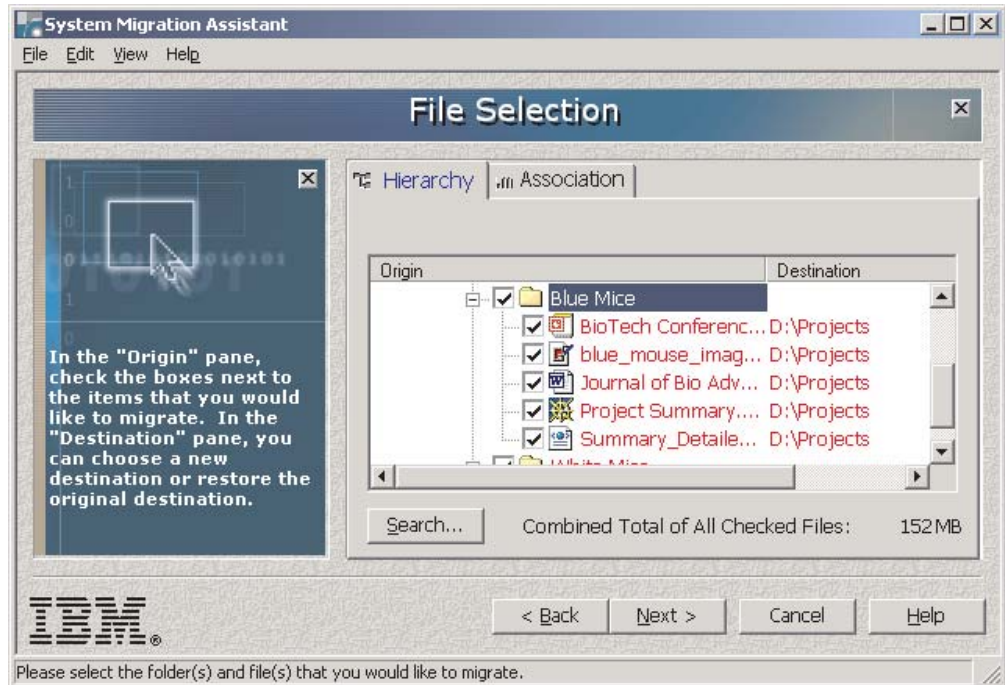 System Migration Assistant
File Edit View Help
File Selection
Hierarchy Association
Origin Destination
Blue Mice
BioTech Conferenc... D:\Projects
blue_mouse_imag... D:\Projects
Journal of Bio Adv... D:\Projects
Project Summary.... D:\Projects
Summary_Detaile... D:\Projects
White Mice
In the "Origin" pane,
check the boxes next to
the items that you would
like to migrate. In the
"Destination" pane, you
can choose a new
destination or restore the
original destination.
Search... Combined Total of All Checked Files: 152 MB
IBM®
< Back Next > Cancel Help
Please select the folder(s) and file(s) that you would like to migrate.